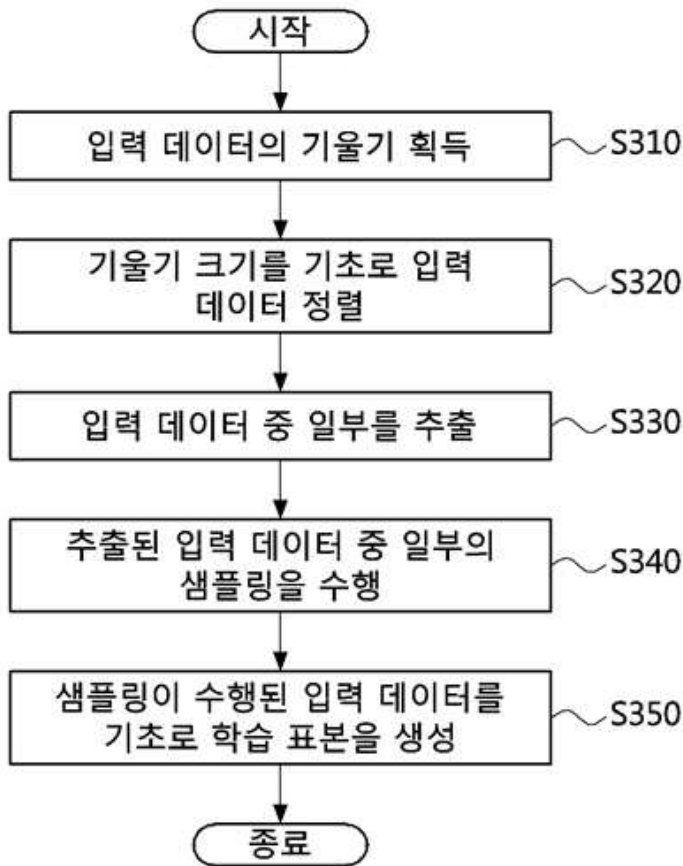 시작
입력 데이터의 기울기 획득
S310
기울기 크기를 기초로 입력
데이터 정렬
S320
입력 데이터 중 일부를 추출
S330
추출된 입력 데이터 중 일부의
샘플링을 수행
S340
샘플링이 수행된 입력 데이터를
기초로 학습 표본을 생성
S350
종료